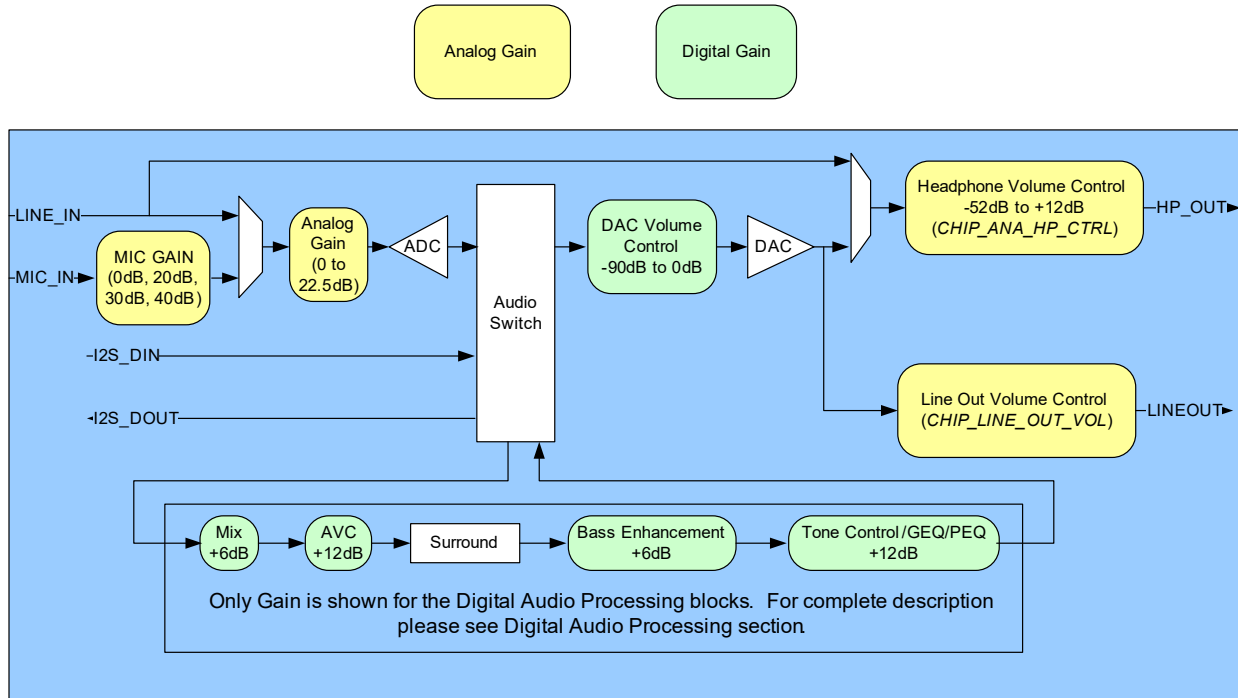 Analog Gain
Digital Gain
LINE_IN
MIC_IN
MIC GAIN
(0dB, 20dB,
30dB, 40dB)
Analog
Gain
(0 to
22.5dB)
ADC
Audio
Switch
DAC Volume
Control
-90dB to 0dB
DAC
Headphone Volume Control
-52dB to +12dB
(CHIP_ANA_HP_CTRL)
HP_OUT
I2S_DIN
I2S_DOUT
Line Out Volume Control
(CHIP_LINE_OUT_VOL)
LINEOUT
Mix
+6dB
AVC
+12dB
Surround
Bass Enhancement
+6dB
Tone Control/GEQ/PEQ
+12dB
Only Gain is shown for the Digital Audio Processing blocks. For complete description
please see Digital Audio Processing section.